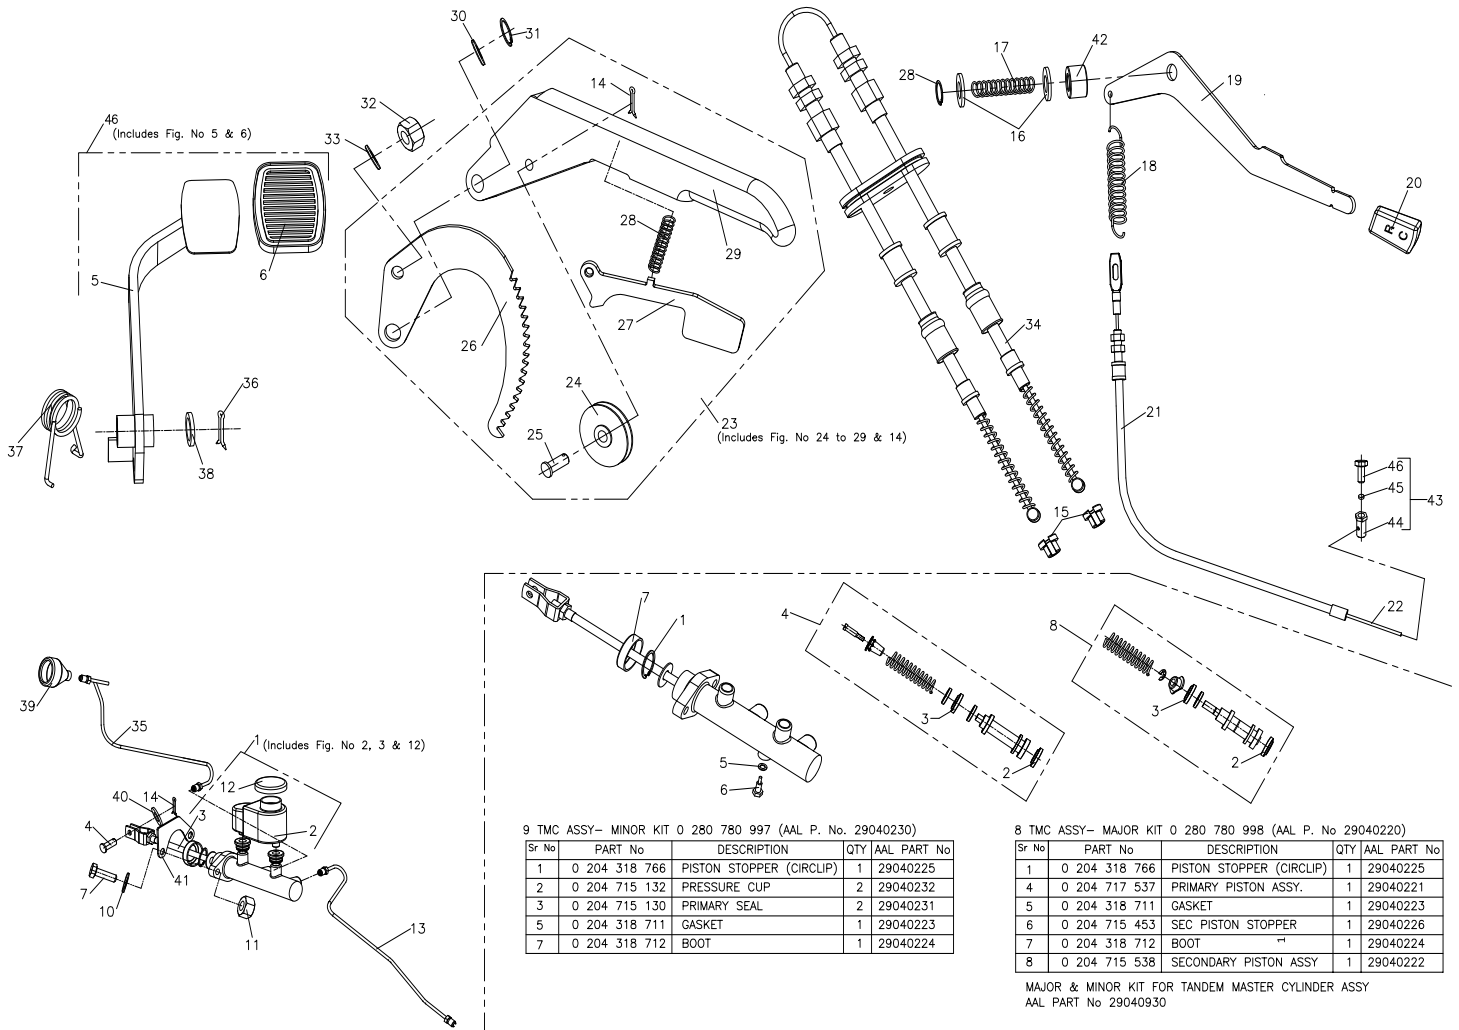 30
31
32
33
14
46
(Includes Fig. No 5 & 6)
5
6
37
36
38
28
29
27
26
24
25
23
(Includes Fig. No 24 to 29 & 14)
17
42
28
16
19
18
20
R
C
34
21
15
46
45
44
43
22
39
35
1 (Includes Fig. No 2, 3 & 12)
12
40
14
3
4
2
7
10
41
11
13
7
1
5
6
4
3
2
8
3
2
9 TMC ASSY- MINOR KIT 0 280 780 997 (AAL P. No. 29040230)
Sr No PART No DESCRIPTION QTY AAL PART No
1 0 204 318 766 PISTON STOPPER (CIRCLIP) 1 29040225
2 0 204 715 132 PRESSURE CUP 2 29040232
3 0 204 715 130 PRIMARY SEAL 2 29040231
5 0 204 318 711 GASKET 1 29040223
7 0 204 318 712 BOOT 1 29040224
8 TMC ASSY- MAJOR KIT 0 280 780 998 (AAL P. No 29040220)
Sr No PART No DESCRIPTION QTY AAL PART No
1 0 204 318 766 PISTON STOPPER (CIRCLIP) 1 29040225
4 0 204 717 537 PRIMARY PISTON ASSY. 1 29040221
5 0 204 318 711 GASKET 1 29040223
6 0 204 715 453 SEC PISTON STOPPER 1 29040226
7 0 204 318 712 BOOT 1 1 29040224
8 0 204 715 538 SECONDARY PISTON ASSY 1 29040222
MAJOR & MINOR KIT FOR TANDEM MASTER CYLINDER ASSY
AAL PART No 29040930